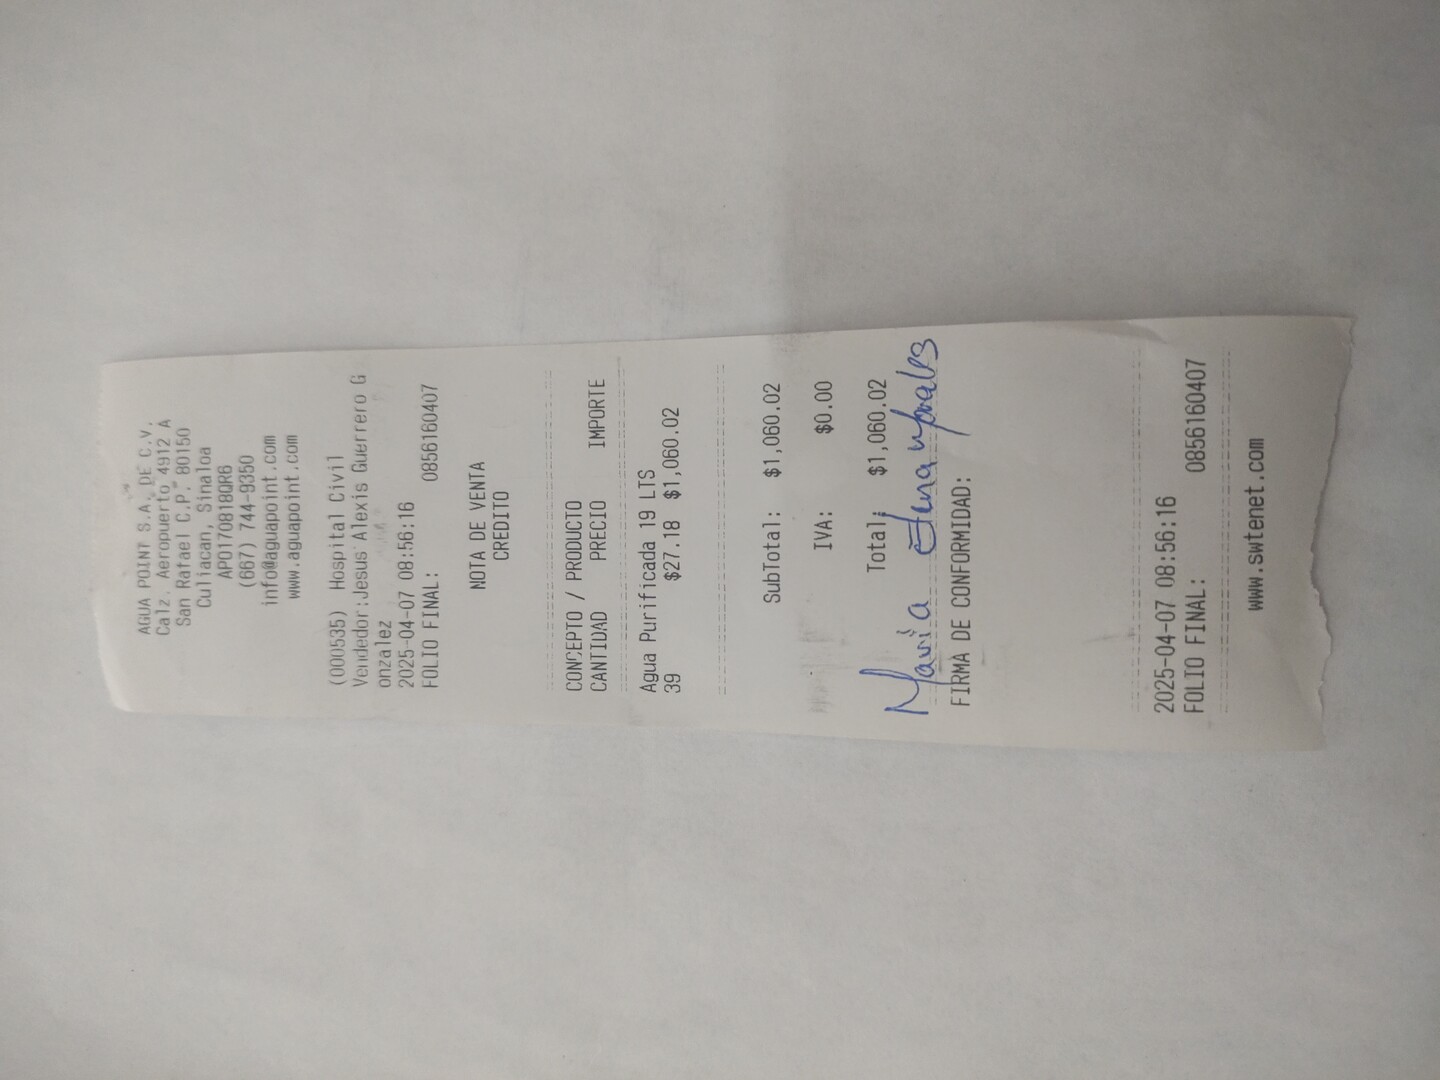 AGUA POINT S.A. DE C.V.
Calz. Aeropuerto 4912 A
San Rafael C.P. 80150
Culiacan, Sinaloa
APO170818QR6
(667) 744-9350
info@aguapoint.com
www.aguapoint.com
(000535) Hospital Civil
Vendedor:Jesus Alexis Guerrero G
onzalez
2025-04-07 08:56:16
FOLIO FINAL: 0856160407
NOTA DE VENTA
CREDITO
CONCEPTO / PRODUCTO
CANTIDAD PRECIO IMPORTE
Agua Purificada 19 LTS
39 $27.18 $1,060.02
SubTotal: $1,060.02
IVA: $0.00
Total: $1,060.02
Maria Elena Morales
FIRMA DE CONFORMIDAD:
2025-04-07 08:56:16
FOLIO FINAL: 0856160407
www.swtenet.com